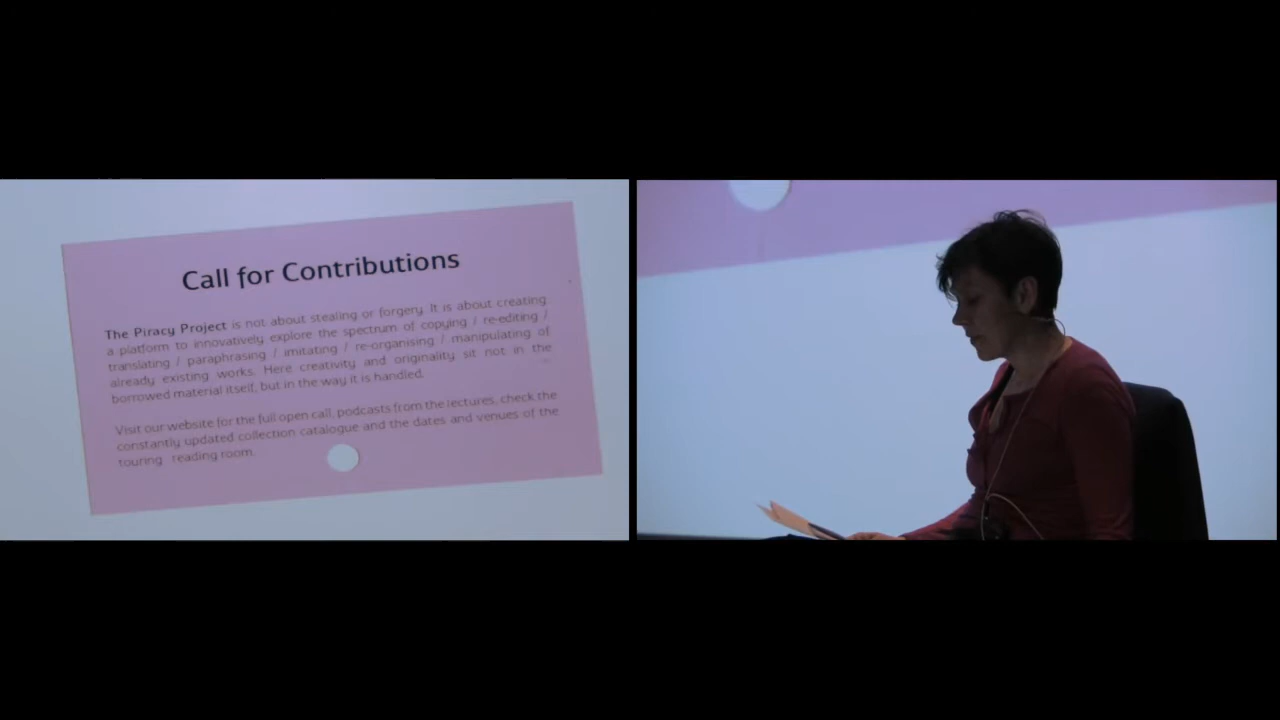 Call for Contributions
The Piracy Project is not about stealing or forgery. It is about creating
a platform to innovatively explore the spectrum of copying / re-editing /
translating / paraphrasing / imitating / re-organising / manipulating of
already existing works. Here creativity and originality sit not in the
borrowed material itself, but in the way it is handled.
Visit our website for the full open call, podcasts from the lectures, check the
constantly updated collection catalogue and the dates and venues of the
touring reading room.